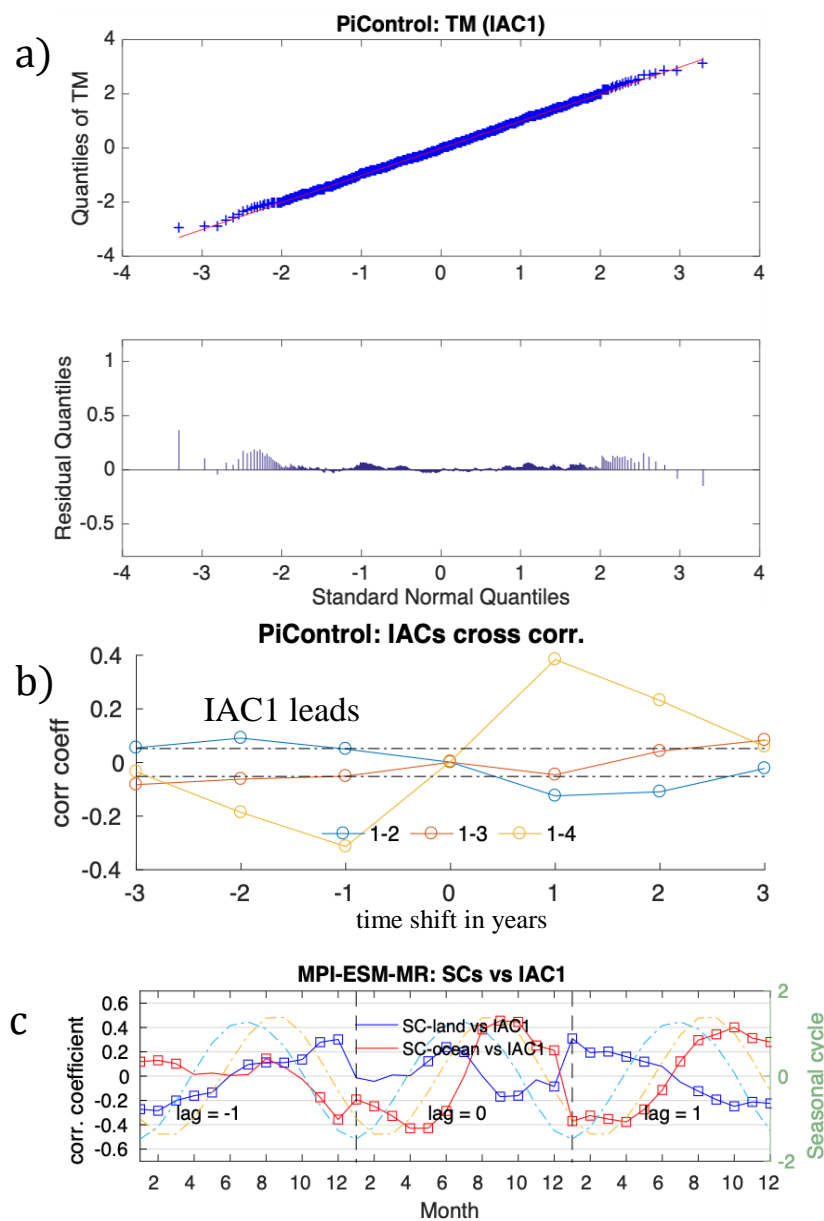 a)
PiControl: TM (IAC1)
Quantiles of TM
4
2
0
-2
-4
-4 -3 -2 -1 0 1 2 3 4
Residual Quantiles
1
0.5
0
-0.5
-4 -3 -2 -1 0 1 2 3 4
Standard Normal Quantiles
b)
PiControl: IACs cross corr.
IAC1 leads
corr coeff
0.4
0.2
0
-0.2
-0.4
1-2 1-3 1-4
-3 -2 -1 0 1 2 3
time shift in years
c
MPI-ESM-MR: SCs vs IAC1
corr. coefficient
0.6
0.4
0.2
0
-0.2
-0.4
-0.6
SC-land vs IAC1
SC-ocean vs IAC1
lag = -1 lag = 0 lag = 1
2
1
0
-1
-2
Seasonal cycle
2 4 6 8 10 12 2 4 6 8 10 12 2 4 6 8 10 12
Month